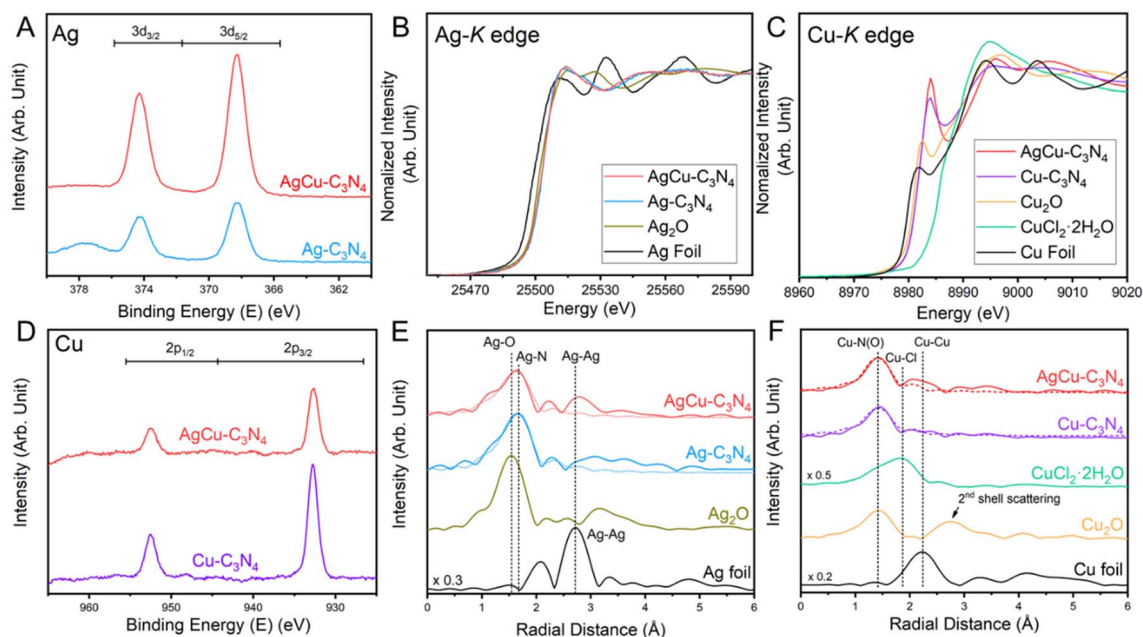 A
Ag
3d3/2
3d5/2
AgCu-C3N4
Ag-C3N4
378
374
370
366
362
Binding Energy (E) (eV)
Intensity (Arb. Unit)
B
Ag-K edge
AgCu-C3N4
Ag-C3N4
Ag2O
Ag Foil
25470
25500
25530
25560
25590
Energy (eV)
Nomalized Intensity
(Arb. Unit)
C
Cu-K edge
AgCu-C3N4
Cu-C3N4
Cu2O
CuCl2·2H2O
Cu Foil
8960
8970
8980
8990
9000
9010
9020
Energy (eV)
Nomalized Intensity
(Arb. Unit)
D
Cu
2p1/2
2p3/2
AgCu-C3N4
Cu-C3N4
960
950
940
930
Binding Energy (E) (eV)
Intensity (Arb. Unit)
E
Ag-O
Ag-N
Ag-Ag
AgCu-C3N4
Ag-C3N4
Ag2O
Ag-Ag
x 0.3
Ag foil
0
1
2
3
4
5
6
Radial Distance (Å)
Intensity (Arb. Unit)
F
Cu-N(O)
Cu-Cu
Cu-Cl
AgCu-C3N4
Cu-C3N4
x 0.5
CuCl2·2H2O
2nd shell scattering
Cu2O
x 0.2
Cu foil
0
1
2
3
4
5
6
Radial Distance (Å)
Intensity (Arb. Unit)